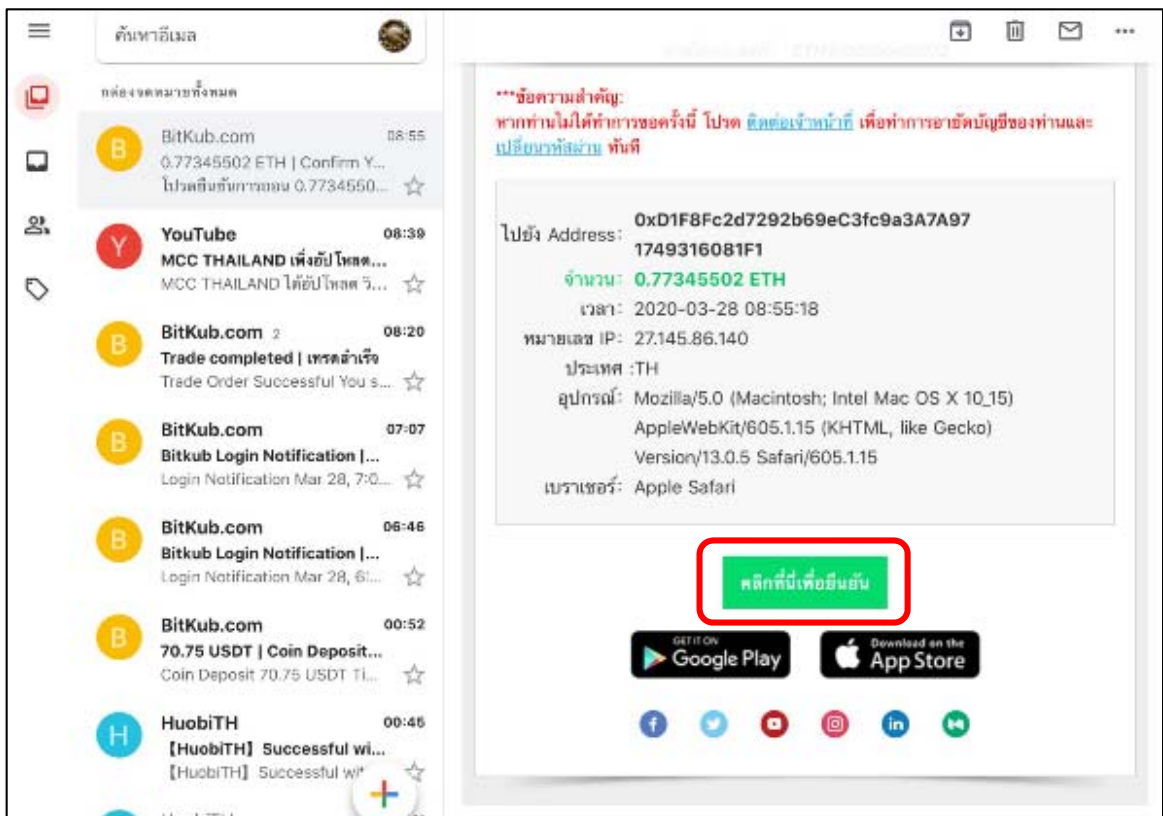 ค้นหาอีเมล
กล่องจดหมายทั้งหมด
BitKub.com 08:55
0.77345502 ETH | Confirm Y...
โปรดยืนยันการถอน 0.7734550...
YouTube 08:39
MCC THAILAND เพิ่งอัปโหลด...
MCC THAILAND ได้อัปโหลด วิ...
BitKub.com 2 08:20
Trade completed | เทรดสำเร็จ
Trade Order Successful You s...
BitKub.com 07:07
Bitkub Login Notification |...
Login Notification Mar 28, 7:0...
BitKub.com 06:46
Bitkub Login Notification |...
Login Notification Mar 28, 6:...
BitKub.com 00:52
70.75 USDT | Coin Deposit...
Coin Deposit 70.75 USDT Ti...
HuobiTH 00:45
【HuobiTH】Successful wi...
【HuobiTH】Successful wit
***ข้อความสำคัญ:
หากท่านไม่ได้ทำการขอครั้งนี้ โปรด ติดต่อเจ้าหน้าที่ เพื่อทำการอายัดบัญชีของท่านและ
เปลี่ยนรหัสผ่าน ทันที
ไปยัง Address: 0xD1F8Fc2d7292b69eC3fc9a3A7A97
1749316081F1
จำนวน: 0.77345502 ETH
เวลา: 2020-03-28 08:55:18
หมายเลข IP: 27.145.86.140
ประเทศ :TH
อุปกรณ์: Mozilla/5.0 (Macintosh; Intel Mac OS X 10_15)
AppleWebKit/605.1.15 (KHTML, like Gecko)
Version/13.0.5 Safari/605.1.15
เบราเซอร์: Apple Safari
คลิกที่นี่เพื่อยืนยัน
GET IT ON
Google Play
Download on the
App Store